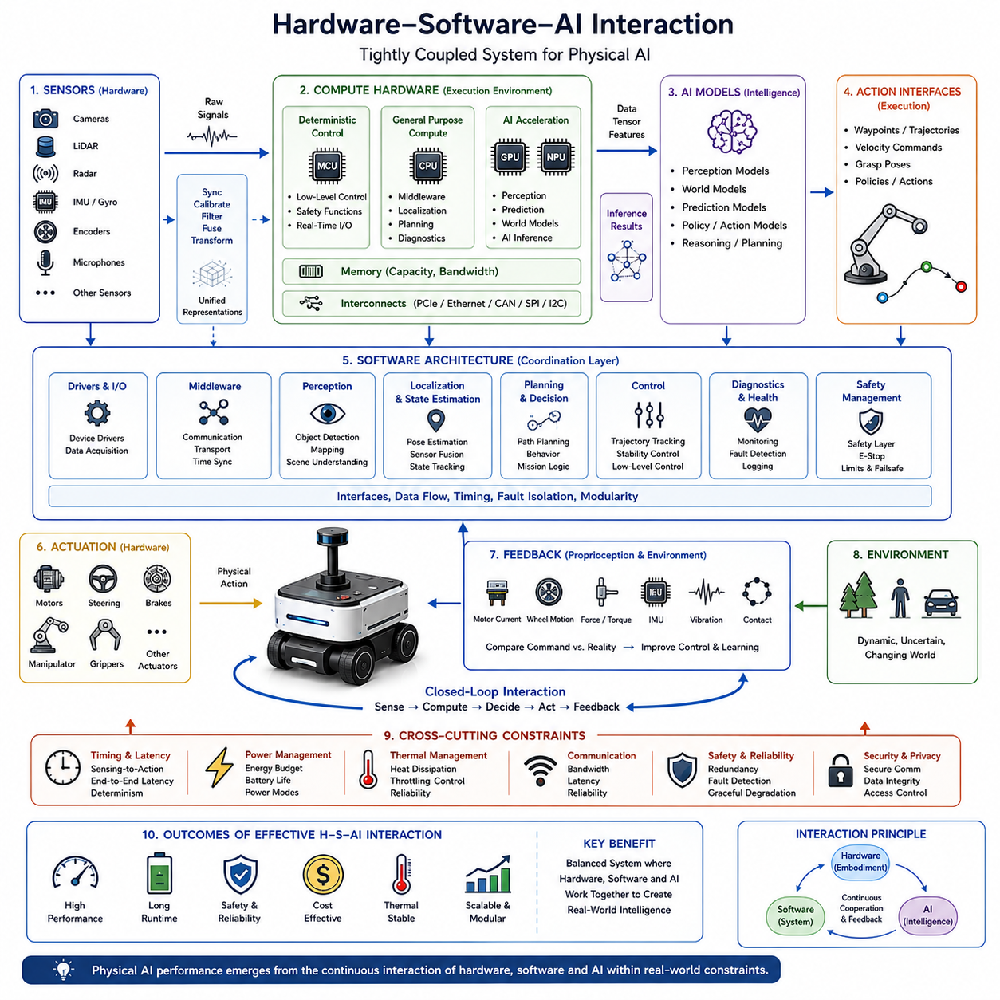 Hardware–Software–AI Interaction
Tightly Coupled System for Physical AI
1. SENSORS (Hardware)
Cameras
LiDAR
Radar
IMU
IMU / Gyro
Encoders
Microphones
Other Sensors
Raw
Signals
Sync
Calibrate
Filter
Fuse
Transform
Unified
Representations
2. COMPUTE HARDWARE (Execution Environment)
Deterministic
Control
MCU
• Low-Level Control
• Safety Functions
• Real-Time I/O
General Purpose
Compute
CPU
• Middleware
• Localization
• Planning
• Diagnostics
AI Acceleration
GPU
NPU
• Perception
• Prediction
• World Models
• AI Inference
Memory (Capacity, Bandwidth)
Interconnects (PCIe / Ethernet / CAN / SPI / I2C)
Data
Tensor
Features
Inference
Results
3. AI MODELS (Intelligence)
• Perception Models
• World Models
• Prediction Models
• Policy / Action Models
• Reasoning / Planning
4. ACTION INTERFACES
(Execution)
• Waypoints / Trajectories
• Velocity Commands
• Grasp Poses
• Policies / Actions
5. SOFTWARE ARCHITECTURE (Coordination Layer)
Drivers & I/O
Device Drivers
Data Acquisition
Middleware
Communication
Transport
Time Sync
Perception
Object Detection
Mapping
Scene Understanding
Localization
& State Estimation
Pose Estimation
Sensor Fusion
State Tracking
Planning
& Decision
Path Planning
Behavior
Mission Logic
Control
Trajectory Tracking
Stability Control
Low-Level Control
Diagnostics
& Health
Monitoring
Fault Detection
Logging
Safety
Management
Safety Layer
E-Stop
Limits & Failsafe
Interfaces, Data Flow, Timing, Fault Isolation, Modularity
6. ACTUATION (Hardware)
Motors
Steering
Brakes
Manipulator
Grippers
Other
Actuators
Physical
Action
7. FEEDBACK (Proprioception & Environment)
Motor Current
Wheel Motion
Force / Torque
IMU
Vibration
Contact
Compare Command vs. Reality → Improve Control & Learning
8. ENVIRONMENT
Dynamic, Uncertain,
Changing World
Closed-Loop Interaction
Sense → Compute → Decide → Act → Feedback
9. CROSS-CUTTING CONSTRAINTS
Timing & Latency
Sensing-to-Action
End-to-End Latency
Determinism
Power Management
Energy Budget
Battery Life
Power Modes
Thermal Management
Heat Dissipation
Throttling Control
Reliability
Communication
Bandwidth
Latency
Reliability
Safety & Reliability
Redundancy
Fault Detection
Graceful Degradation
Security & Privacy
Secure Comm
Data Integrity
Access Control
10. OUTCOMES OF EFFECTIVE H–S–AI INTERACTION
High
Performance
Long
Runtime
Safety &
Reliability
$
Cost
Effective
Thermal
Stable
Scalable &
Modular
KEY BENEFIT
Balanced System where
Hardware, Software and AI
Work Together to Create
Real-World Intelligence
INTERACTION PRINCIPLE
Hardware
(Embodiment)
Continuous
Cooperation
& Feedback
Software
(System)
AI
(Intelligence)
Physical AI performance emerges from the continuous interaction of hardware, software and AI within real-world constraints.